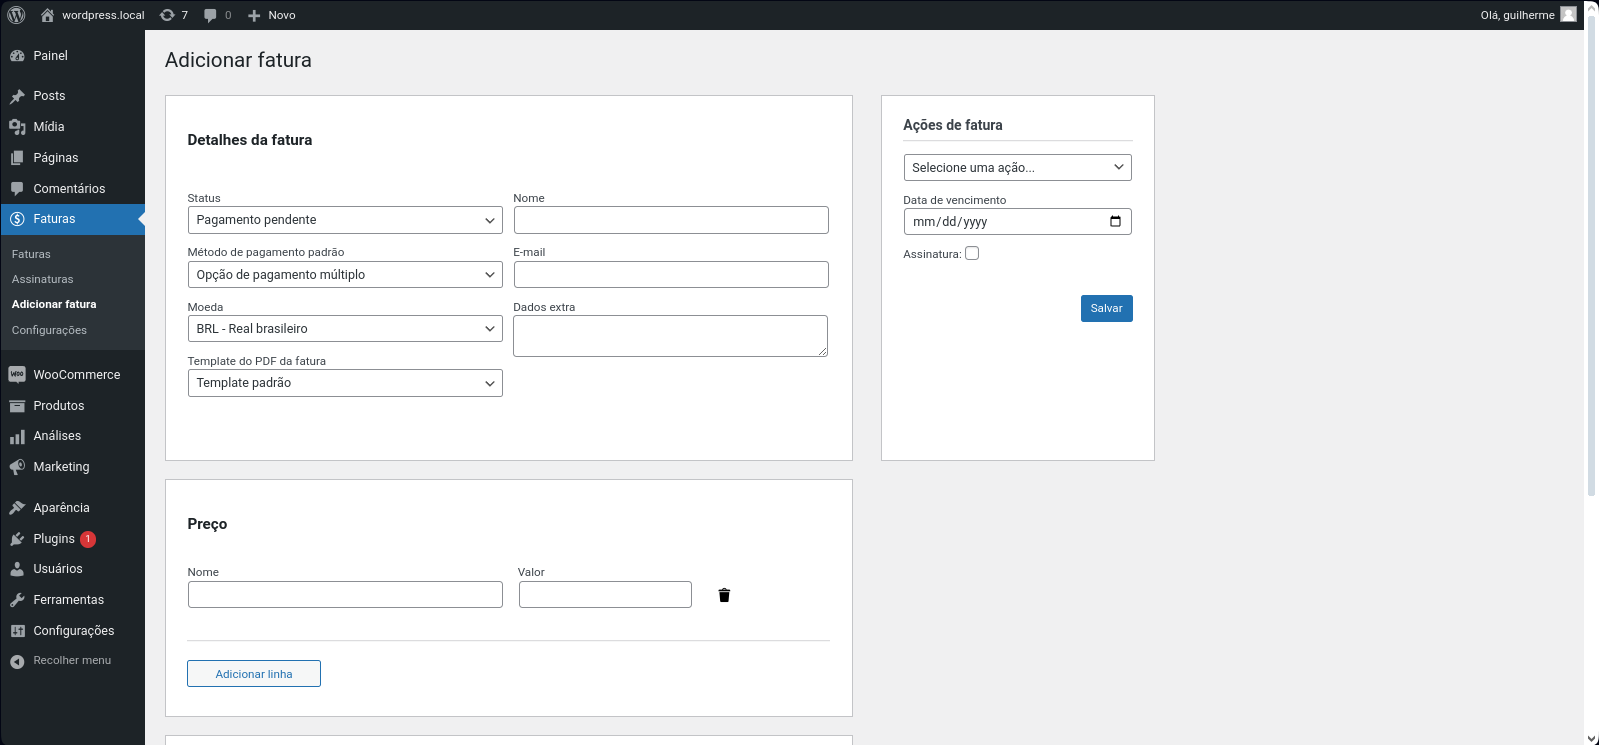 wordpress.local 7 0 Novo Olá, guilherme
Painel
Posts
Mídia
Páginas
Comentários
Faturas
Faturas
Assinaturas
Adicionar fatura
Configurações
WooCommerce
Produtos
Análises
Marketing
Aparência
Plugins 1
Usuários
Ferramentas
Configurações
Recolher menu
Adicionar fatura
Detalhes da fatura
Status
Pagamento pendente
Nome
Método de pagamento padrão
Opção de pagamento múltiplo
E-mail
Moeda
BRL - Real brasileiro
Dados extra
Template do PDF da fatura
Template padrão
Ações de fatura
Selecione uma ação...
Data de vencimento
mm/dd/yyyy
Assinatura:
Salvar
Preço
Nome Valor
Adicionar linha